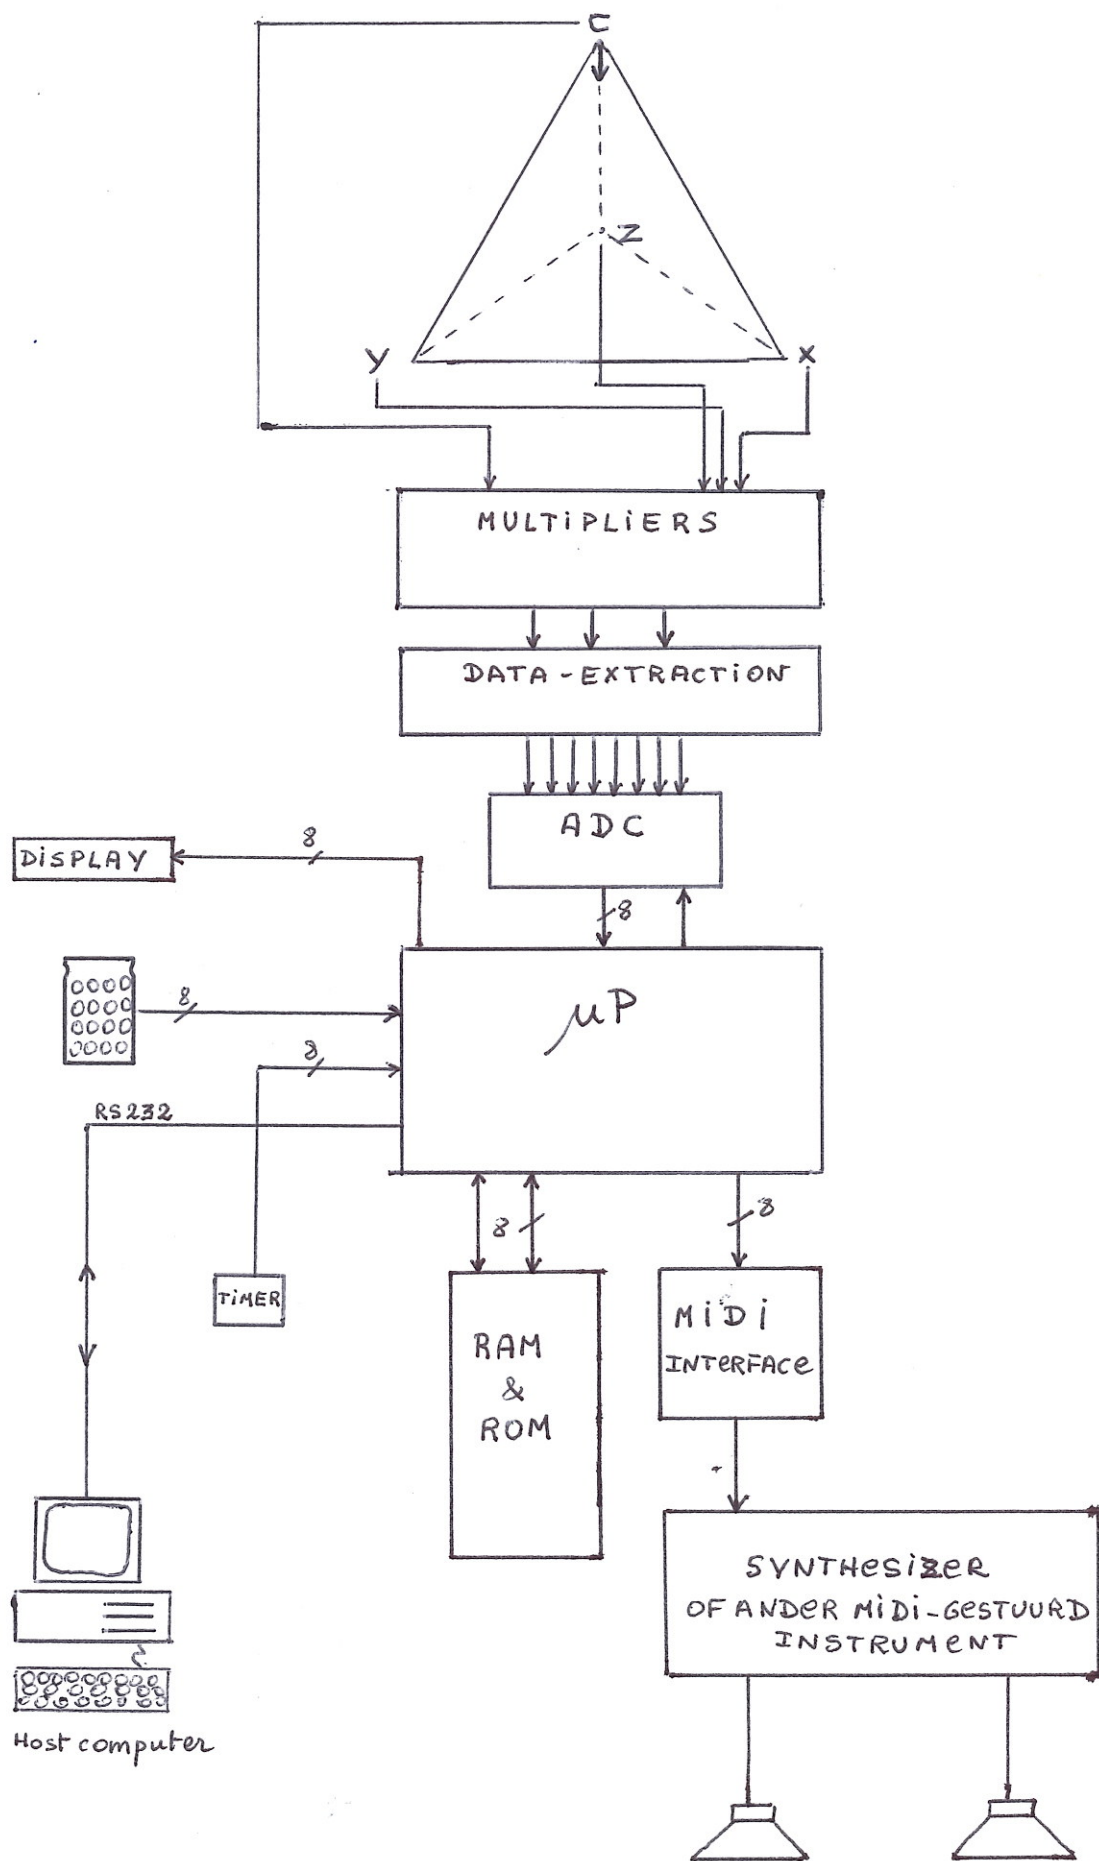 C
Z
Y
X
MULTiPLiERS
DATA-EXTRACTiON
ADC
8
DiSPLAY
8
8
µP
8
RS232
8
8
TiMER
MiDi
INTERFACe
RAM
&
ROM
SYNTHeSiZeR
OF ANDER MiDi-GeSTUURD
INSTRUMENT
Host computer